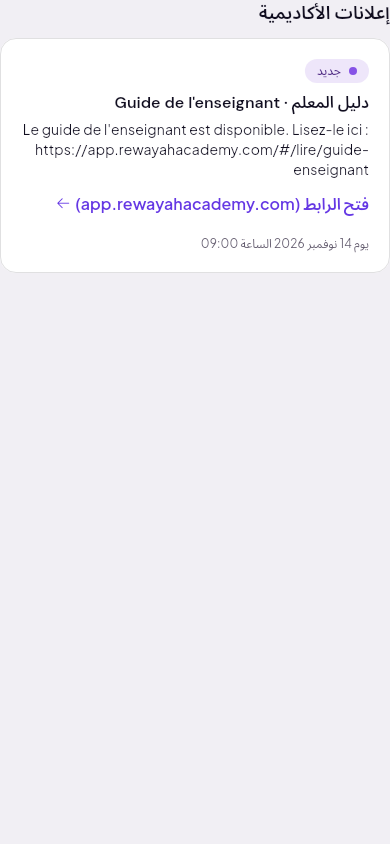 إعلانات الأكاديمية
جديد
دليل المعلم · Guide de l'enseignant
Le guide de l'enseignant est disponible. Lisez-le ici :
https://app.rewayahacademy.com/#/lire/guide-
enseignant
فتح الرابط (app.rewayahacademy.com) ←
يوم 14 نوفمبر 2026 الساعة 09:00